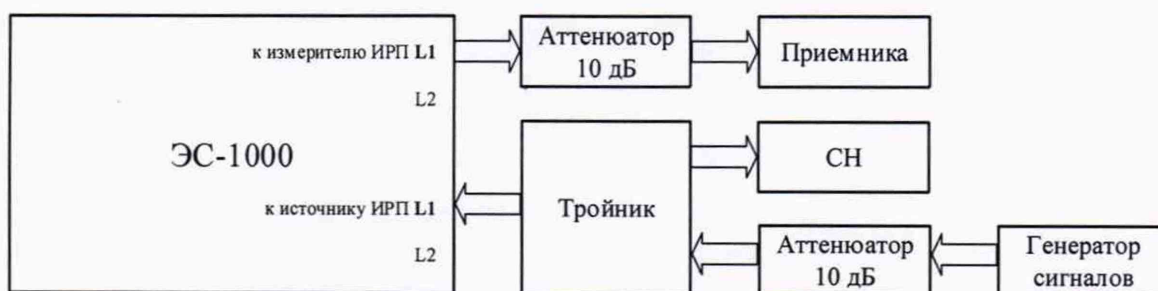 к измерителю ИРП L1
Аттенюатор
10 дБ
Приемника
L2
ЭС-1000
СН
к источнику ИРП L1
Тройник
L2
Аттенюатор
10 дБ
Генератор
сигналов